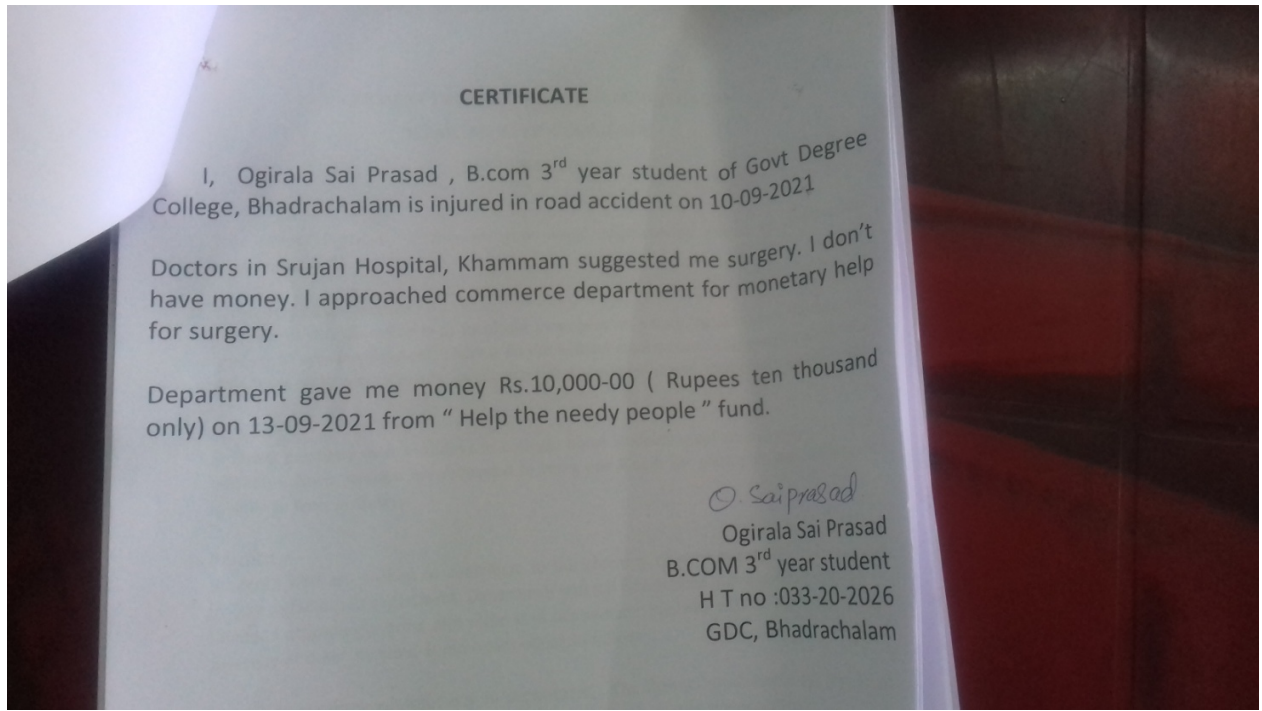 CERTIFICATE
I, Ogirala Sai Prasad , B.com 3rd year student of Govt Degree
College, Bhadrachalam is injured in road accident on 10-09-2021
Doctors in Srujan Hospital, Khammam suggested me surgery. I don't
have money. I approached commerce department for monetary help
for surgery.
Department gave me money Rs.10,000-00 ( Rupees ten thousand
only) on 13-09-2021 from “ Help the needy people ” fund.
O. Saiprasad
Ogirala Sai Prasad
B.COM 3rd year student
H T no :033-20-2026
GDC, Bhadrachalam